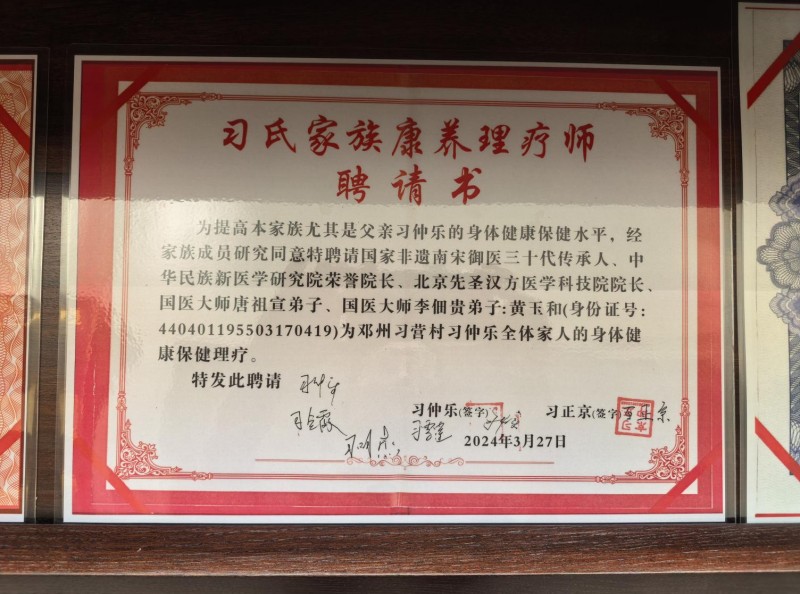 习氏家族康养理疗师
聘请书
为提高本家族尤其是父亲习仲乐的身体健康保健水平，经
家族成员研究同意特聘请国家非遗南宋御医三十代传承人、中
华民族新医学研究院荣誉院长、北京先圣汉方医学科技院院长、
国医大师唐祖宣弟子、国医大师李佃贵弟子:黄玉和(身份证号:
440401195503170419)为邓州习营村习仲乐全体家人的身体健
康保健理疗。
特发此聘请
习仲乐(签字)
习正京(签字)
2024年3月27日